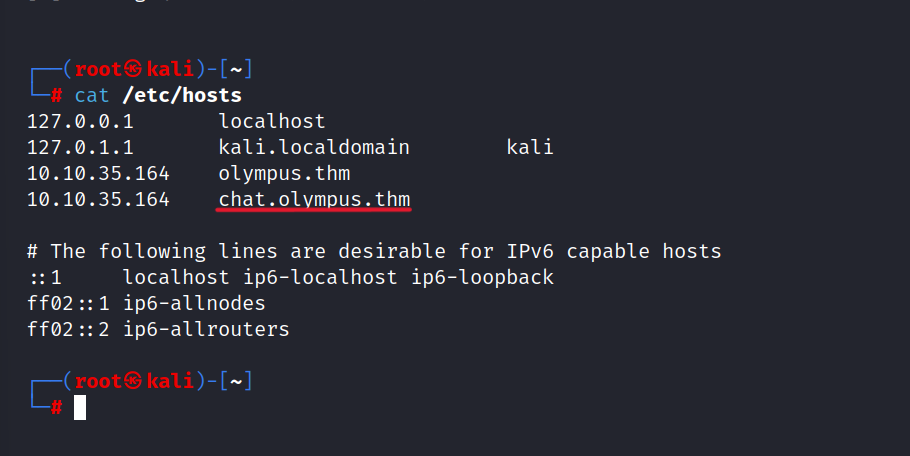 ┌──(root㉿kali)-[~]
└─# cat /etc/hosts
127.0.0.1       localhost
127.0.1.1       kali.localdomain        kali
10.10.35.164    olympus.thm
10.10.35.164    chat.olympus.thm
# The following lines are desirable for IPv6 capable hosts
::1     localhost ip6-localhost ip6-loopback
ff02::1 ip6-allnodes
ff02::2 ip6-allrouters
┌──(root㉿kali)-[~]
└─#